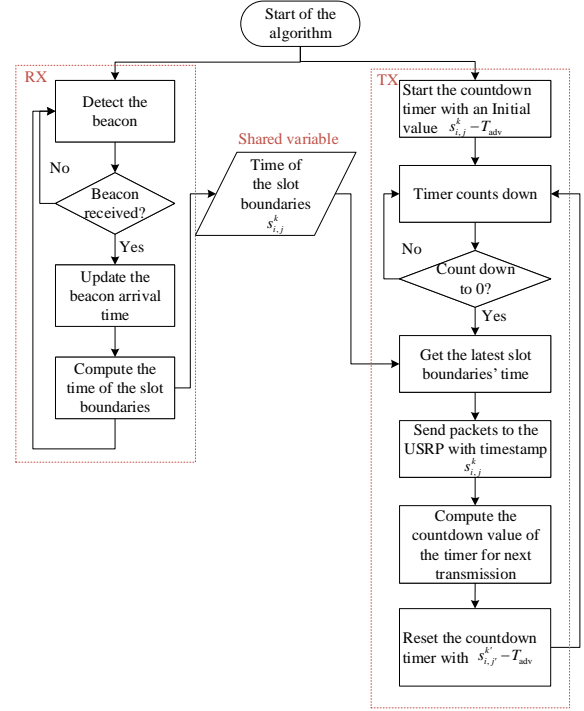 Start of the
algorithm
RX
Detect the
beacon
No
Beacon
received?
Yes
Update the
beacon arrival
time
Compute the
time of the slot
boundaries
Shared variable
Time of
the slot
boundaries
s_{i,j}^k
TX
Start the countdown
timer with an Initial
value s_{i,j}^k − T_adv
Timer counts down
No
Count down
to 0?
Yes
Get the latest slot
boundaries' time
Send packets to the
USRP with timestamp
s_{i,j}^k
Compute the
countdown value of
the timer for next
transmission
Reset the countdown
timer with s_{i,j'}^{k'} − T_adv